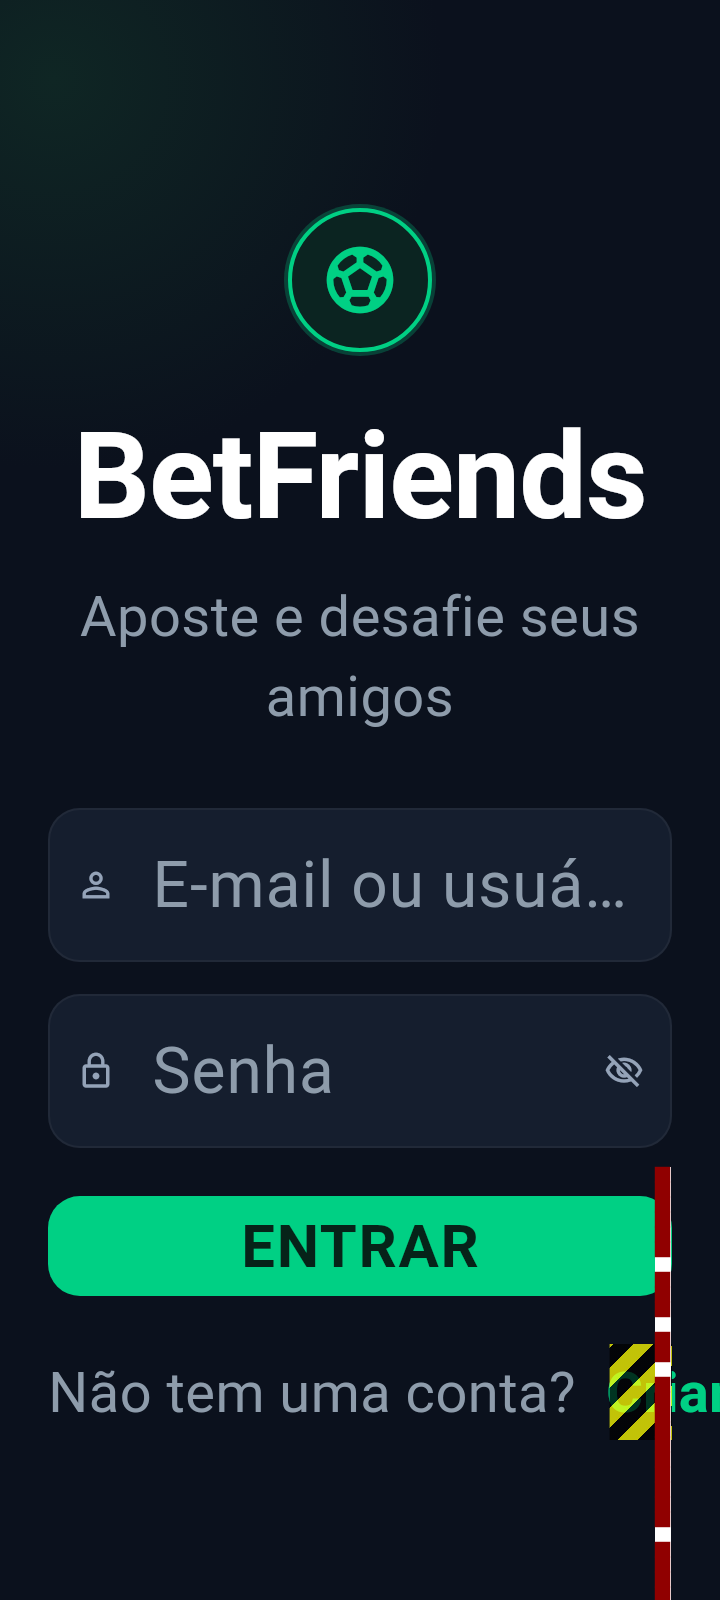 BetFriends
Aposte e desafie seus
amigos
E-mail ou usuá…
Senha
ENTRAR
Não tem uma conta?